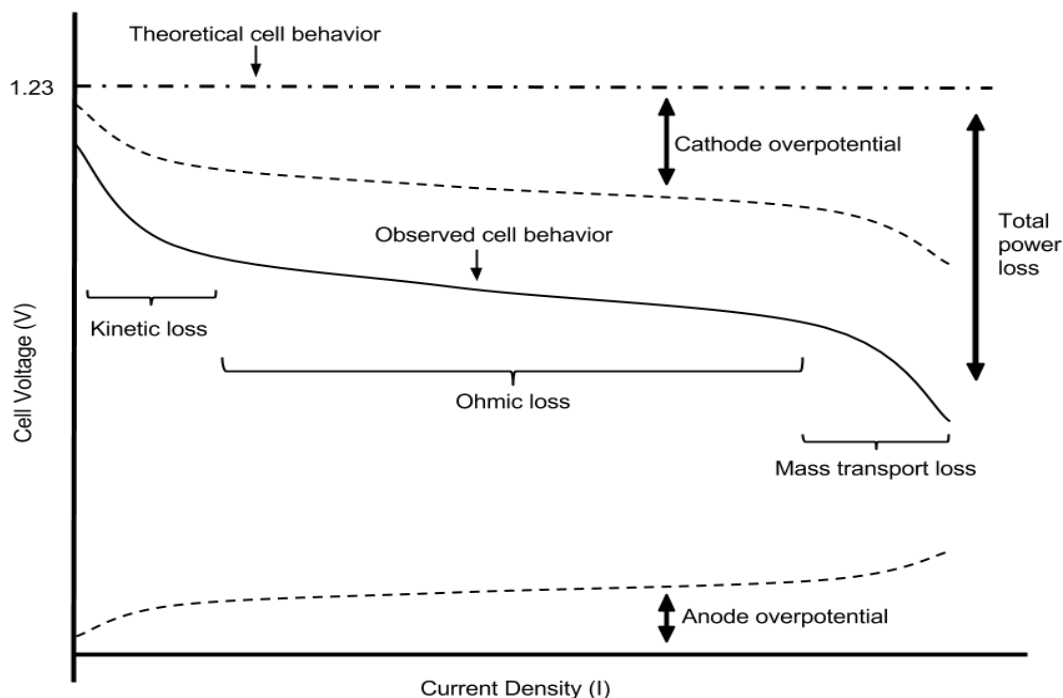 Theoretical cell behavior
1.23
Cathode overpotential
Total
power
loss
Observed cell behavior
Kinetic loss
Cell Voltage (V)
Ohmic loss
Mass transport loss
Anode overpotential
Current Density (I)